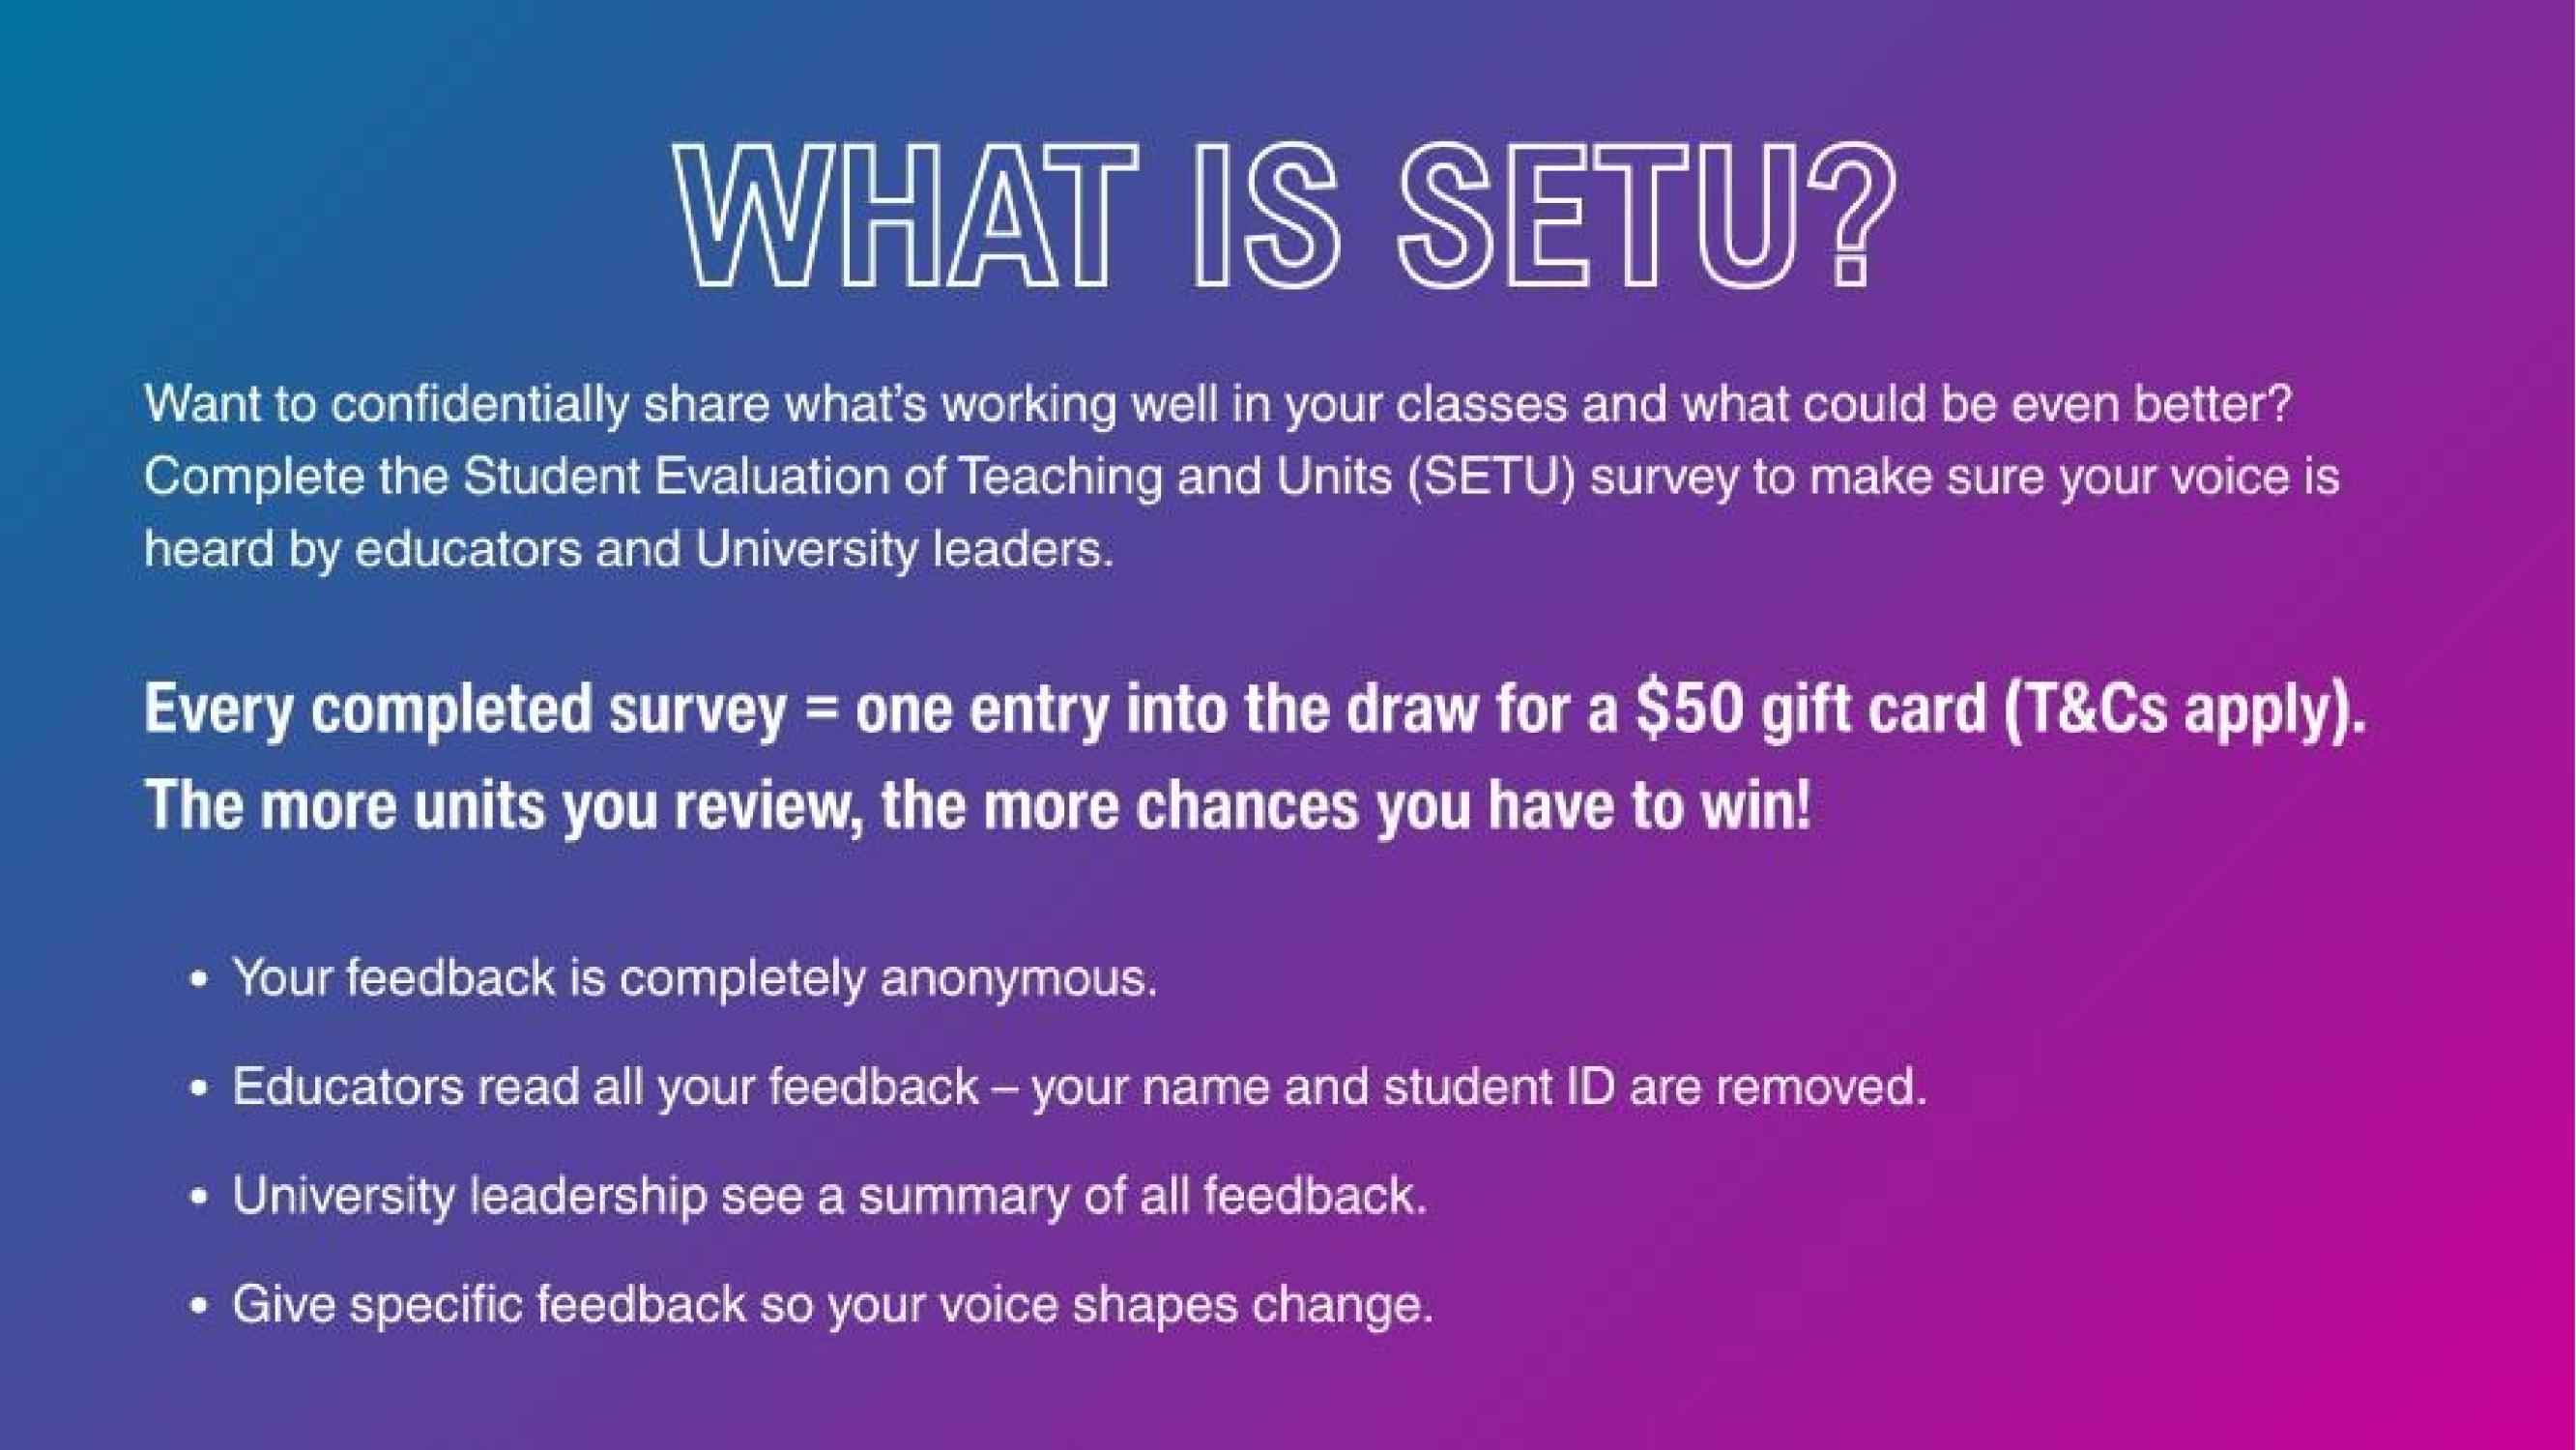 WHAT IS SETU?
Want to confidentially share what’s working well in your classes and what could be even better?
Complete the Student Evaluation of Teaching and Units (SETU) survey to make sure your voice is
heard by educators and University leaders.
Every completed survey = one entry into the draw for a $50 gift card (T&Cs apply).
The more units you review, the more chances you have to win!
• Your feedback is completely anonymous.
• Educators read all your feedback – your name and student ID are removed.
• University leadership see a summary of all feedback.
• Give specific feedback so your voice shapes change.